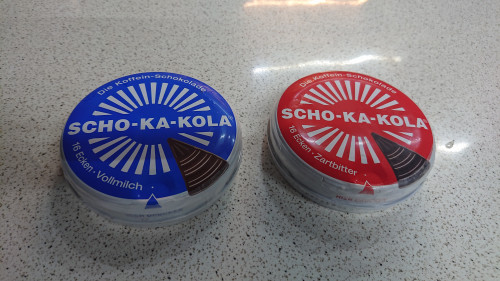 Die Koffein-Schokolade
SCHO-KA-KOLA
16 Ecken · Vollmilch
Die Koffein-Schokolade
SCHO-KA-KOLA
16 Ecken · Zartbitter